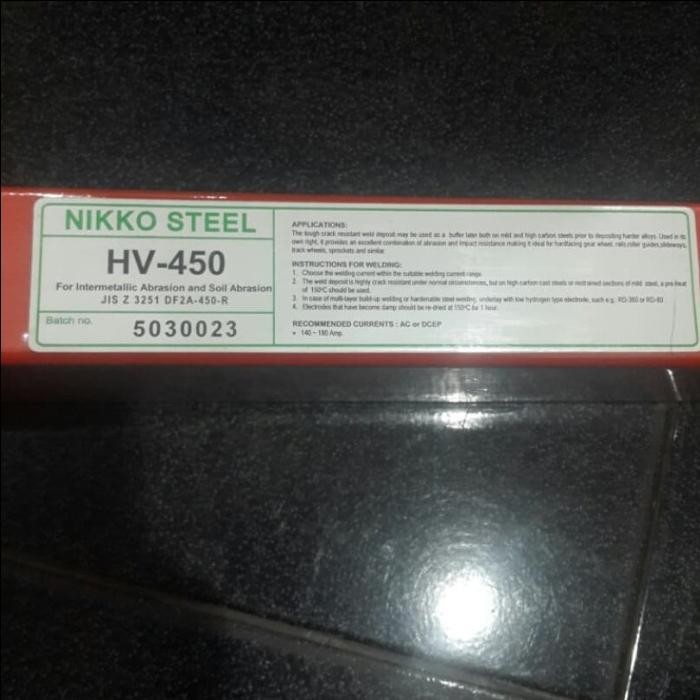 NIKKO STEEL
HV-450
For Intermetallic Abrasion and Soil Abrasion
JIS Z 3251 DF2A-450-R
Batch no.
5030023
APPLICATIONS:
The tough crack resistant weld deposit may be used as a buffer later both on mild and high carbon steels prior to depositing harder alloys. Used in its
own right, it provides an excellent combination of abrasion and impact resistance making it ideal for hardfacing gear wheel, rails, roller guides, slideways,
track wheels, sprockets and similar.
INSTRUCTIONS FOR WELDING:
1. Choose the welding current within the suitable welding current range.
2. The weld deposit is highly crack resistant under normal circumstances, but on high carbon cast steels or restrained sections of mild steel, a pre-heat
of 150°C should be used.
3. In case of multi-layer build-up welding or hardenable steel welding, underlay with low hydrogen type electrode, such e.g.
4. Electrodes that have become damp should be re-dried at 150°C for 1 hour.
RECOMMENDED CURRENTS : AC or DCEP
• 140 - 180 Amp.